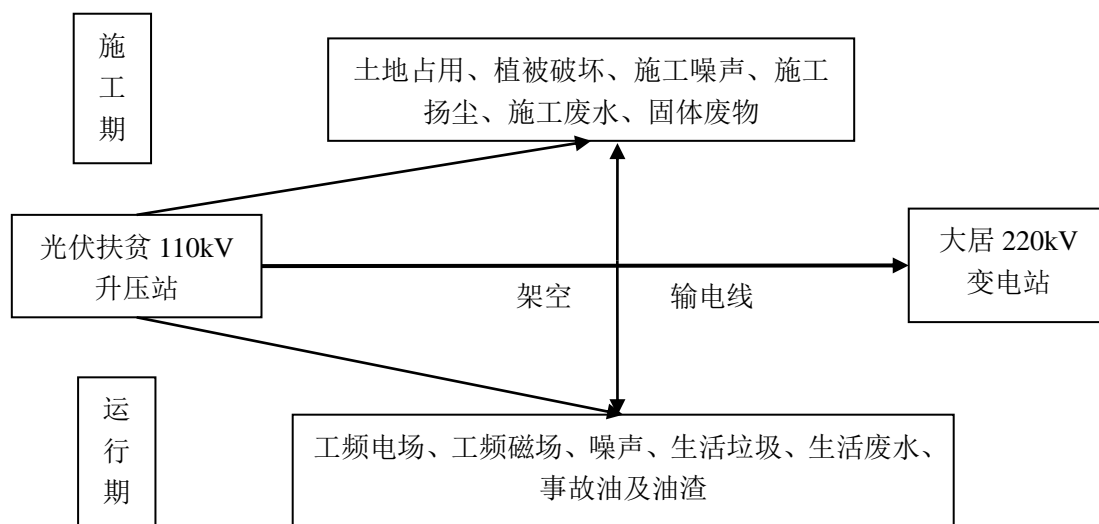 施工期
土地占用、植被破坏、施工噪声、施工
扬尘、施工废水、固体废物
光伏扶贫 110kV
升压站
大居 220kV
变电站
架空
输电线
运行期
工频电场、工频磁场、噪声、生活垃圾、生活废水、
事故油及油渣